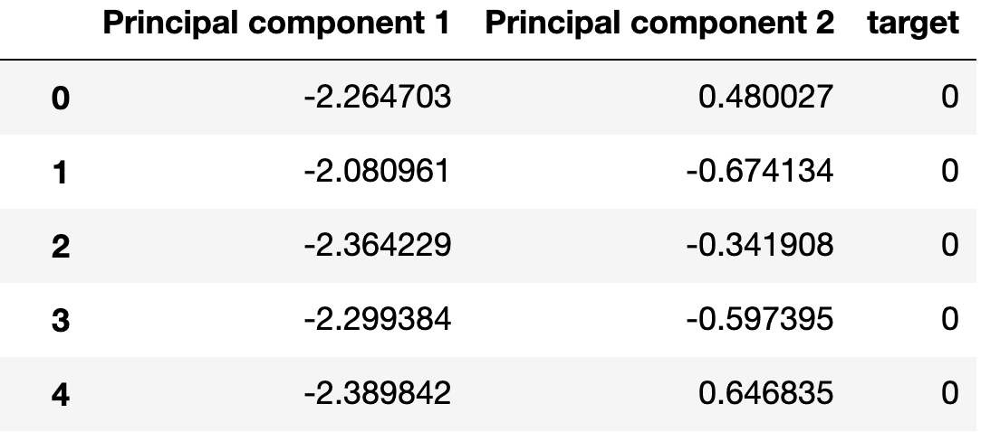 Principal component 1 Principal component 2 target
0 -2.264703 0.480027 0
1 -2.080961 -0.674134 0
2 -2.364229 -0.341908 0
3 -2.299384 -0.597395 0
4 -2.389842 0.646835 0